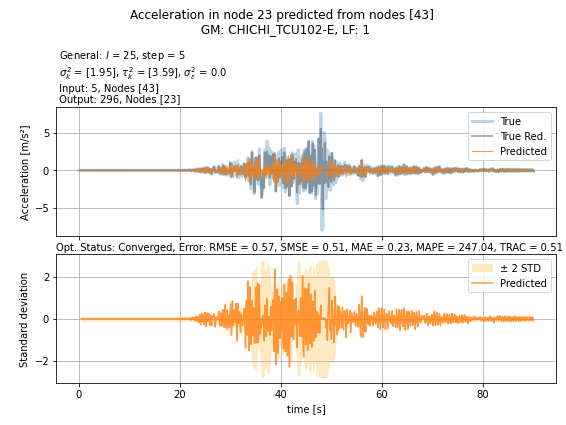 Acceleration in node 23 predicted from nodes [43]
GM: CHICHI_TCU102-E, LF: 1
General: l = 25, step = 5
σ²ₖ = [1.95], τ²ₖ = [3.59], σ²ε = 0.0
Input: 5, Nodes [43]
Output: 296, Nodes [23]
Acceleration [m/s²]
5
0
−5
True
True Red.
Predicted
Opt. Status: Converged, Error: RMSE = 0.57, SMSE = 0.51, MAE = 0.23, MAPE = 247.04, TRAC = 0.51
Standard deviation
2
0
−2
± 2 STD
Predicted
0 20 40 60 80
time [s]